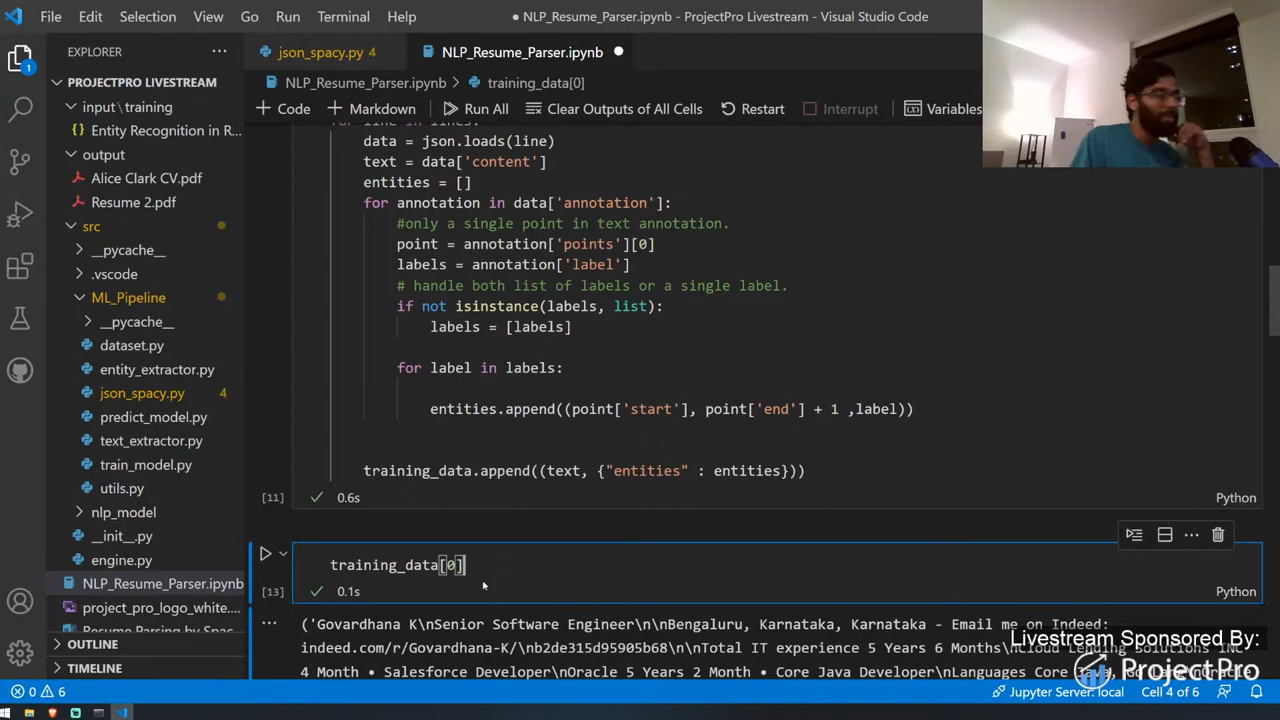 File Edit Selection View Go Run Terminal Help
● NLP_Resume_Parser.ipynb - ProjectPro Livestream - Visual Studio Code
EXPLORER ···
json_spacy.py 4
NLP_Resume_Parser.ipynb ●
PROJECTPRO LIVESTREAM
NLP_Resume_Parser.ipynb > training_data[0]
input\training
+ Code + Markdown Run All Clear Outputs of All Cells Restart Interrupt Variables
Entity Recognition in R...
output
Alice Clark CV.pdf
Resume 2.pdf
src
__pycache__
.vscode
ML_Pipeline
__pycache__
dataset.py
entity_extractor.py
json_spacy.py 4
predict_model.py
text_extractor.py
train_model.py
utils.py
nlp_model
__init__.py
engine.py
NLP_Resume_Parser.ipynb
project_pro_logo_white....
Resume Parsing by Spac...
OUTLINE
TIMELINE
for line in lines:
data = json.loads(line)
text = data['content']
entities = []
for annotation in data['annotation']:
#only a single point in text annotation.
point = annotation['points'][0]
labels = annotation['label']
# handle both list of labels or a single label.
if not isinstance(labels, list):
labels = [labels]
for label in labels:
entities.append((point['start'], point['end'] + 1 ,label))
training_data.append((text, {"entities" : entities}))
[11] 0.6s Python
training_data[0]
[13] 0.1s Python
··· ('Govardhana K\nSenior Software Engineer\n\nBengaluru, Karnataka, Karnataka - Email me on Indeed:
indeed.com/r/Govardhana-K/\nb2de315d95905b68\n\nTotal IT experience 5 Years 6 Months\nCloud Lending Solutions INC
4 Month • Salesforce Developer\nOracle 5 Years 2 Month • Core Java Developer\nLanguages Core Java,
Livestream Sponsored By:
ProjectPro
0 6 Jupyter Server: local Cell 4 of 6
1